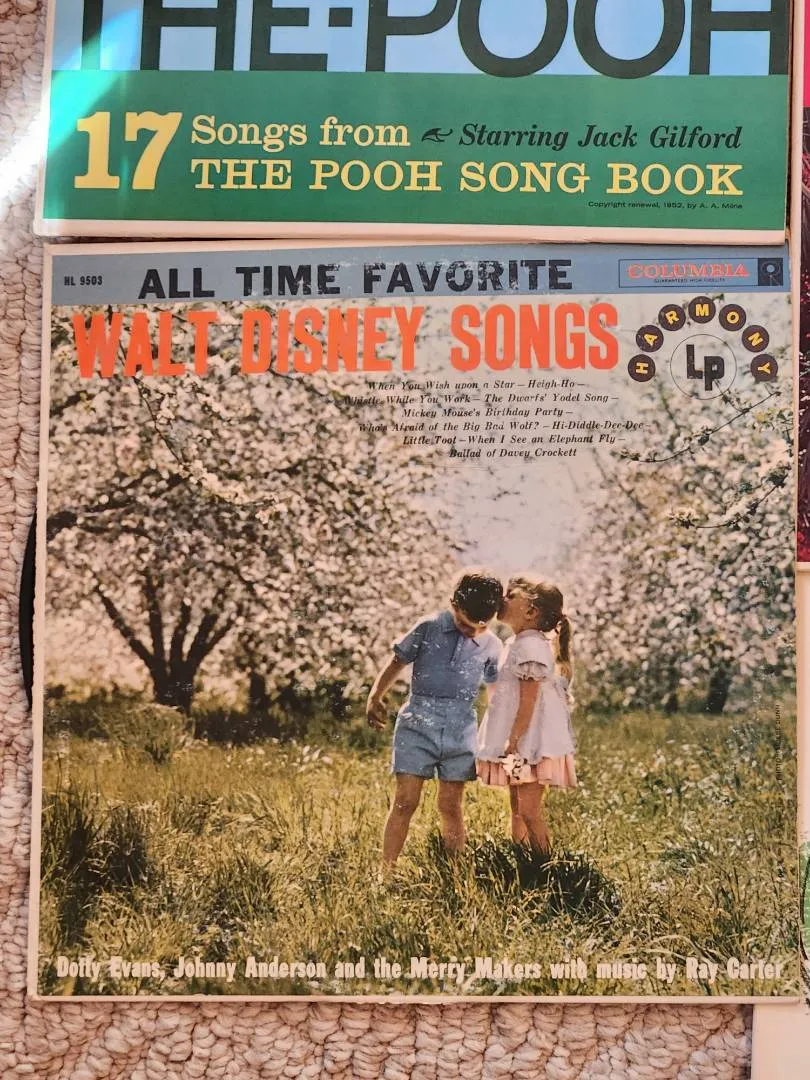 THE·POOH
17 Songs from Starring Jack Gilford
THE POOH SONG BOOK
Copyright renewal, 1952, by A. A. Milne
HL 9503
ALL TIME FAVORITE
COLUMBIA
GUARANTEED HIGH FIDELITY
WALT DISNEY SONGS
HARMONY
LP
When You Wish upon a Star – Heigh-Ho –
Whistle While You Work – The Dwarfs' Yodel Song –
Mickey Mouse's Birthday Party –
Who's Afraid of the Big Bad Wolf? – Hi-Diddle-Dee-Dee –
Little Toot – When I See an Elephant Fly –
Ballad of Davey Crockett
Dolly Evans, Johnny Anderson and the Merry Makers with music by Ray Carter